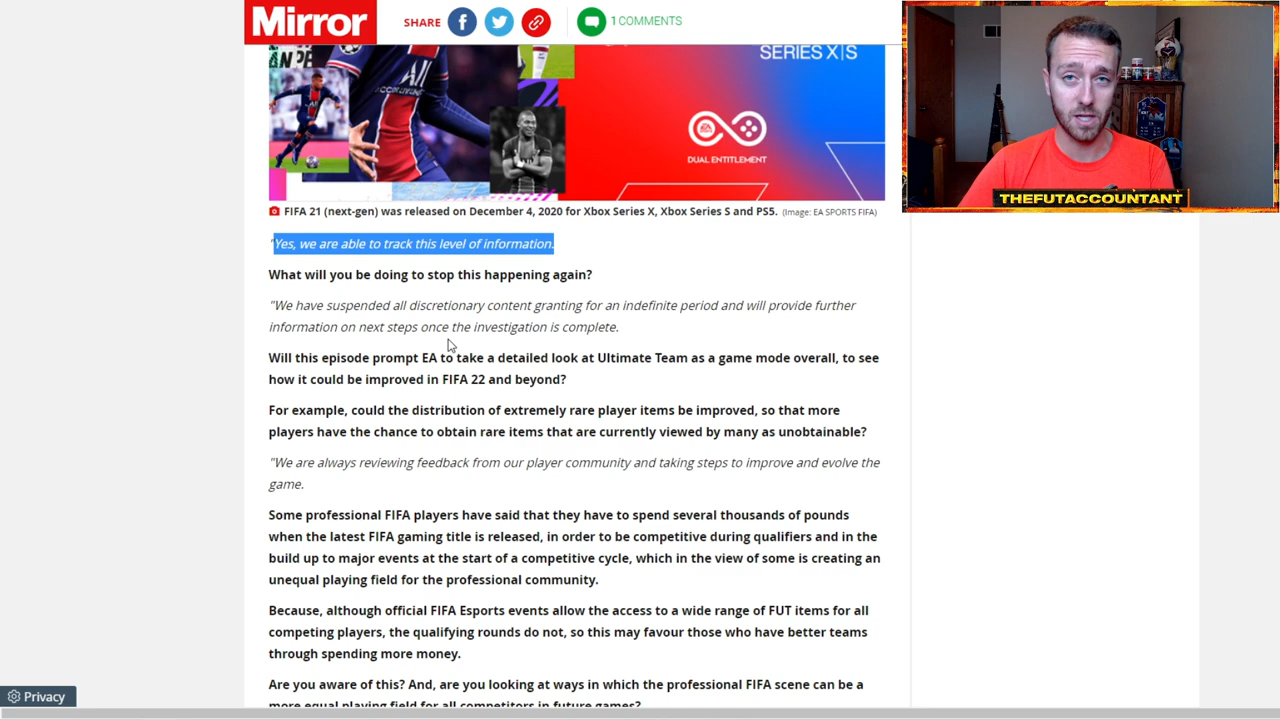 Mirror
SHARE
1 COMMENTS
SERIES X|S
DUAL ENTITLEMENT
FIFA 21 (next-gen) was released on December 4, 2020 for Xbox Series X, Xbox Series S and PS5. (Image: EA SPORTS FIFA)
THEFUTACCOUNTANT
"Yes, we are able to track this level of information.
What will you be doing to stop this happening again?
"We have suspended all discretionary content granting for an indefinite period and will provide further
information on next steps once the investigation is complete.
Will this episode prompt EA to take a detailed look at Ultimate Team as a game mode overall, to see
how it could be improved in FIFA 22 and beyond?
For example, could the distribution of extremely rare player items be improved, so that more
players have the chance to obtain rare items that are currently viewed by many as unobtainable?
"We are always reviewing feedback from our player community and taking steps to improve and evolve the
game.
Some professional FIFA players have said that they have to spend several thousands of pounds
when the latest FIFA gaming title is released, in order to be competitive during qualifiers and in the
build up to major events at the start of a competitive cycle, which in the view of some is creating an
unequal playing field for the professional community.
Because, although official FIFA Esports events allow the access to a wide range of FUT items for all
competing players, the qualifying rounds do not, so this may favour those who have better teams
through spending more money.
Are you aware of this? And, are you looking at ways in which the professional FIFA scene can be a
more equal playing field for all competitors in future games?
Privacy